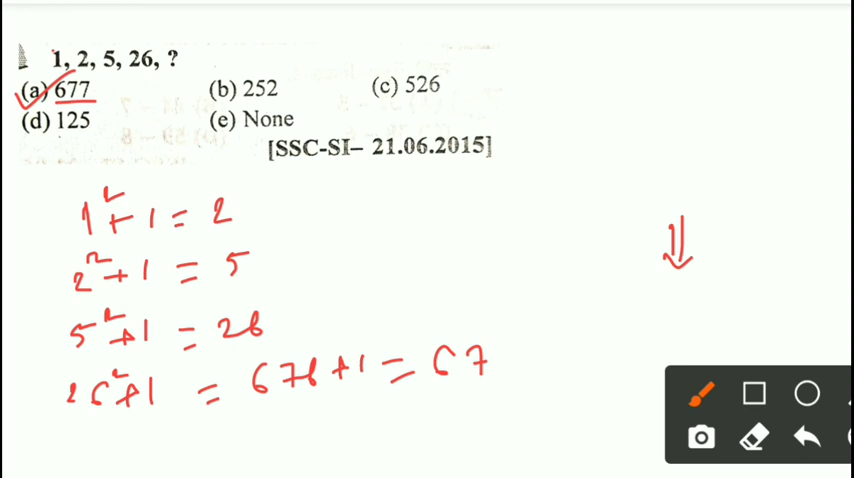 1, 2, 5, 26, ?
(a) 677 (b) 252 (c) 526
(d) 125 (e) None
[SSC-SI– 21.06.2015]
1² + 1 = 2
2² + 1 = 5
5² + 1 = 26
26² + 1 = 676 + 1 = 67